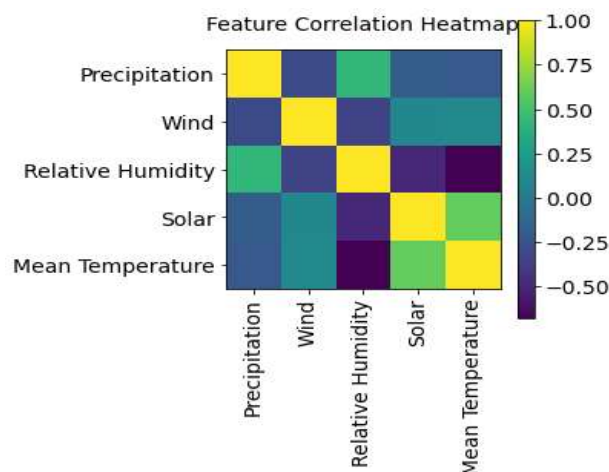 Feature Correlation Heatmap
Precipitation
Wind
Relative Humidity
Solar
Mean Temperature
Precipitation
Wind
Relative Humidity
Solar
Mean Temperature
1.00
0.75
0.50
0.25
0.00
−0.25
−0.50